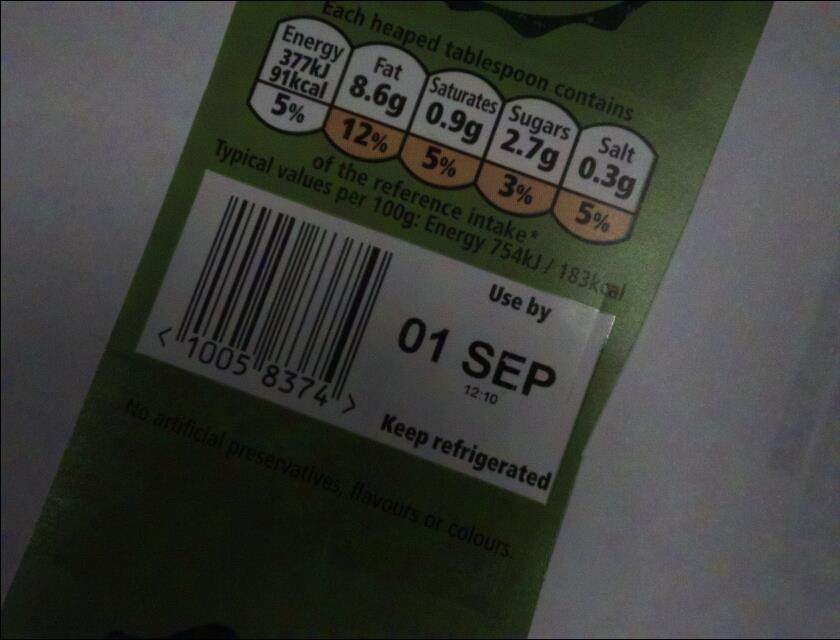 Each heaped tablespoon contains
Energy
377kJ
91kcal
5%
Fat
8.6g
12%
Saturates
0.9g
5%
Sugars
2.7g
3%
Salt
0.3g
5%
of the reference intake*
Typical values per 100g: Energy 754kJ / 183kcal
Use by
01 SEP
12:10
Keep refrigerated
< 1005 8374 >
No artificial preservatives, flavours or colours.